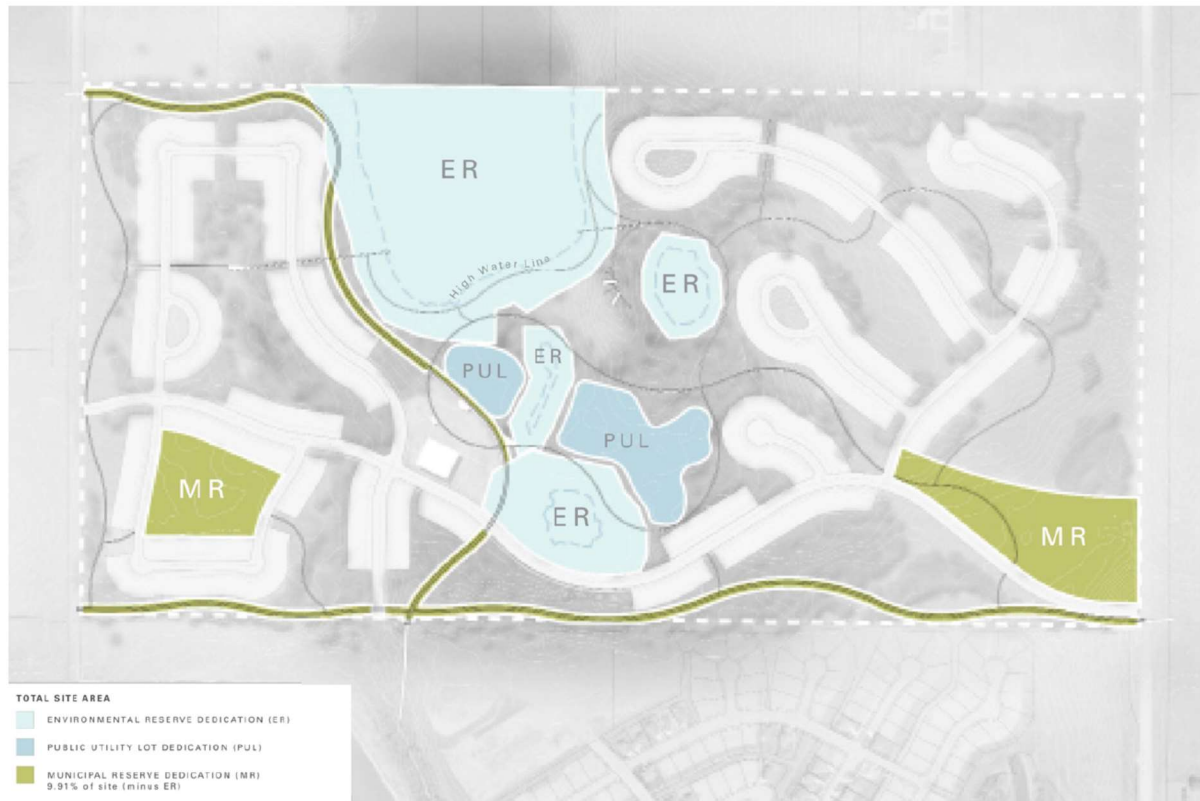 ER
High Water Line
ER
ER
PUL
PUL
MR
ER
MR
TOTAL SITE AREA
ENVIRONMENTAL RESERVE DEDICATION (ER)
PUBLIC UTILITY LOT DEDICATION (PUL)
MUNICIPAL RESERVE DEDICATION (MR)
9.91% of site (minus ER)